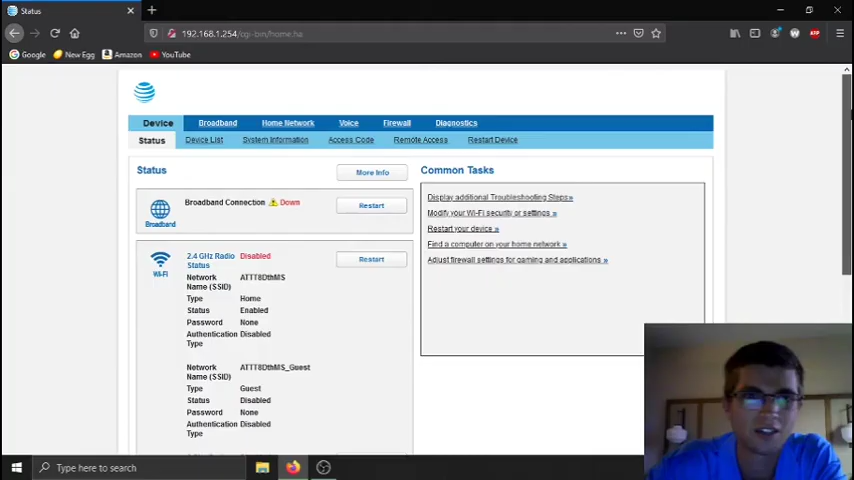 Status
192.168.1.254/cgi-bin/home.ha
Google New Egg Amazon YouTube
Device Broadband Home Network Voice Firewall Diagnostics
Status Device List System Information Access Code Remote Access Restart Device
Status More Info
Broadband Connection Down Restart
Broadband
Wi-Fi
2.4 GHz Radio Status Disabled Restart
Network Name (SSID) ATTT8DthMS
Type Home
Status Enabled
Password None
Authentication Type Disabled
Network Name (SSID) ATTT8DthMS_Guest
Type Guest
Status Disabled
Password None
Authentication Type Disabled
Common Tasks
Display additional Troubleshooting Steps»
Modify your Wi-Fi security or settings »
Restart your device »
Find a computer on your home network »
Adjust firewall settings for gaming and applications »
Type here to search